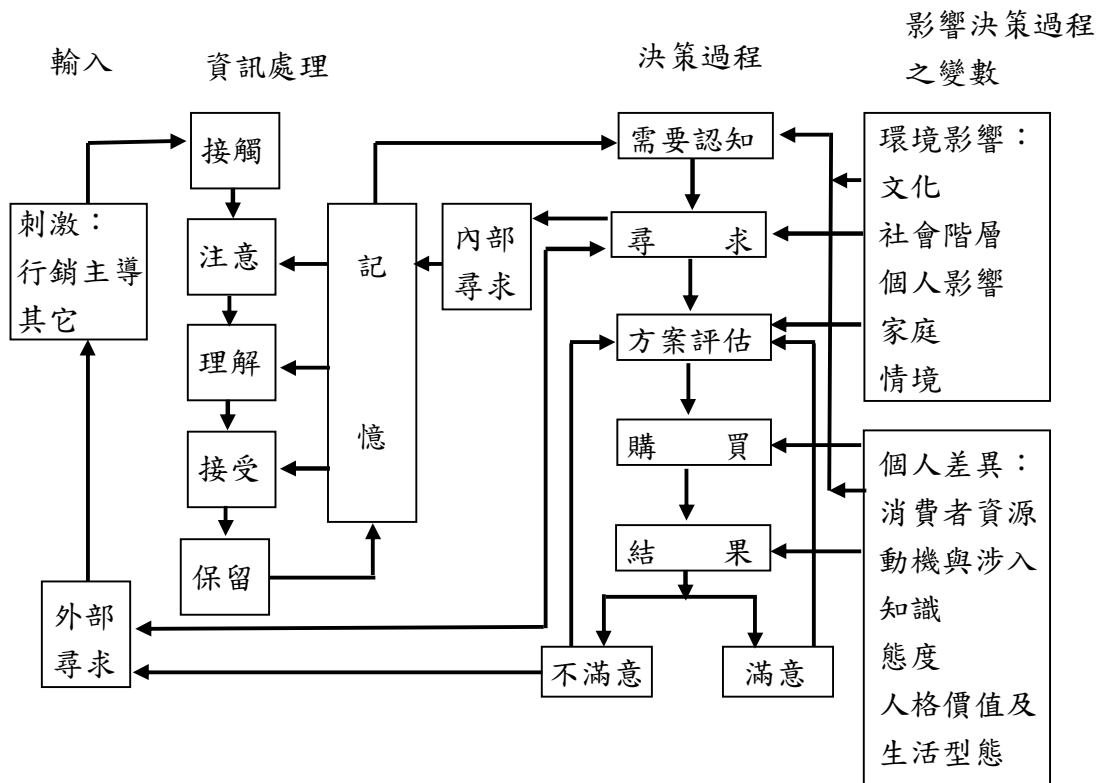 輸入
資訊處理
決策過程
影響決策過程
之變數
刺激：
行銷主導
其它
外部
尋求
接觸
注意
理解
接受
保留
記
憶
內部
尋求
需要認知
尋 求
方案評估
購 買
結 果
不滿意
滿意
環境影響：
文化
社會階層
個人影響
家庭
情境
個人差異：
消費者資源
動機與涉入
知識
態度
人格價值及
生活型態